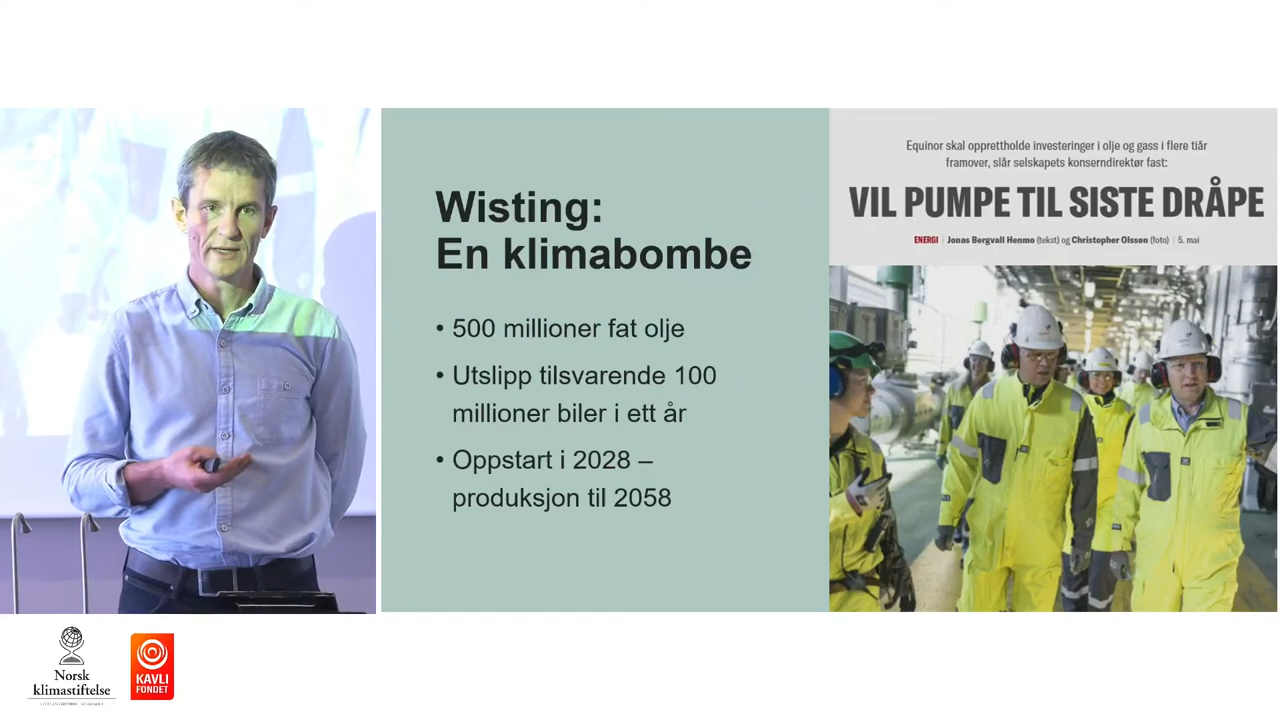 Wisting:
En klimabombe
• 500 millioner fat olje
• Utslipp tilsvarende 100
millioner biler i ett år
• Oppstart i 2028 –
produksjon til 2058
Equinor skal opprettholde investeringer i olje og gass i flere tiår
framover, slår selskapets konserndirektør fast:
VIL PUMPE TIL SISTE DRÅPE
ENERGI | Jonas Bergvall Henmo (tekst) og Christopher Olssøn (foto) | 5. mai
Norsk
klimastiftelse
KAVLI
FONDET